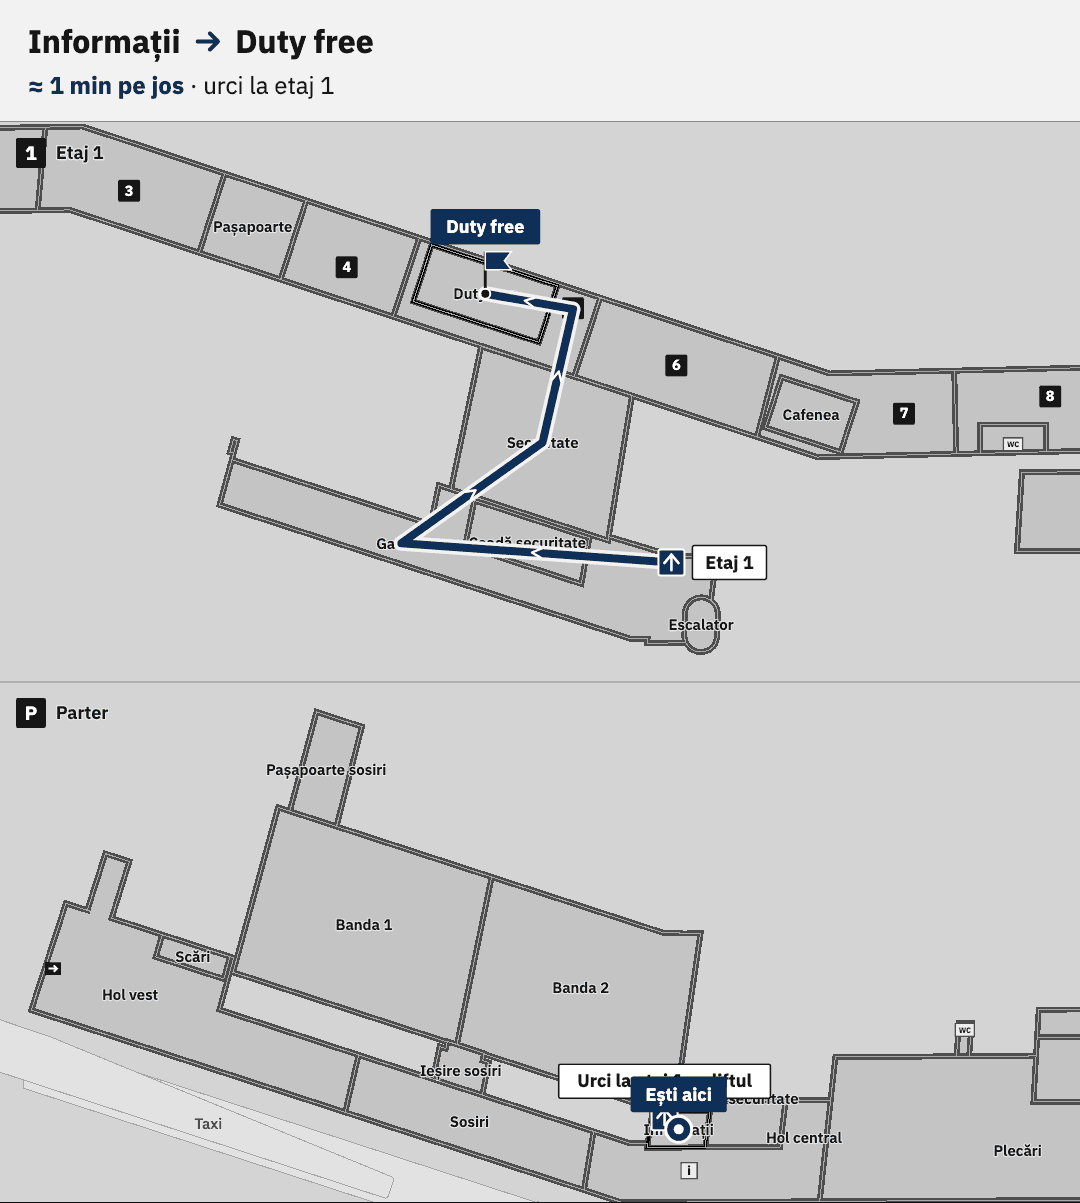 Informații → Duty free
≈ 1 min pe jos · urci la etaj 1
1 Etaj 1
3
Pașapoarte
4
Duty free
6
Cafenea
7
8
WC
Etaj 1
Escalator
P Parter
Pașapoarte sosiri
Banda 1
Scări
Hol vest
Banda 2
WC
Ieșire sosiri
Ești aici
securitate
Sosiri
Taxi
Hol central
Plecări
i